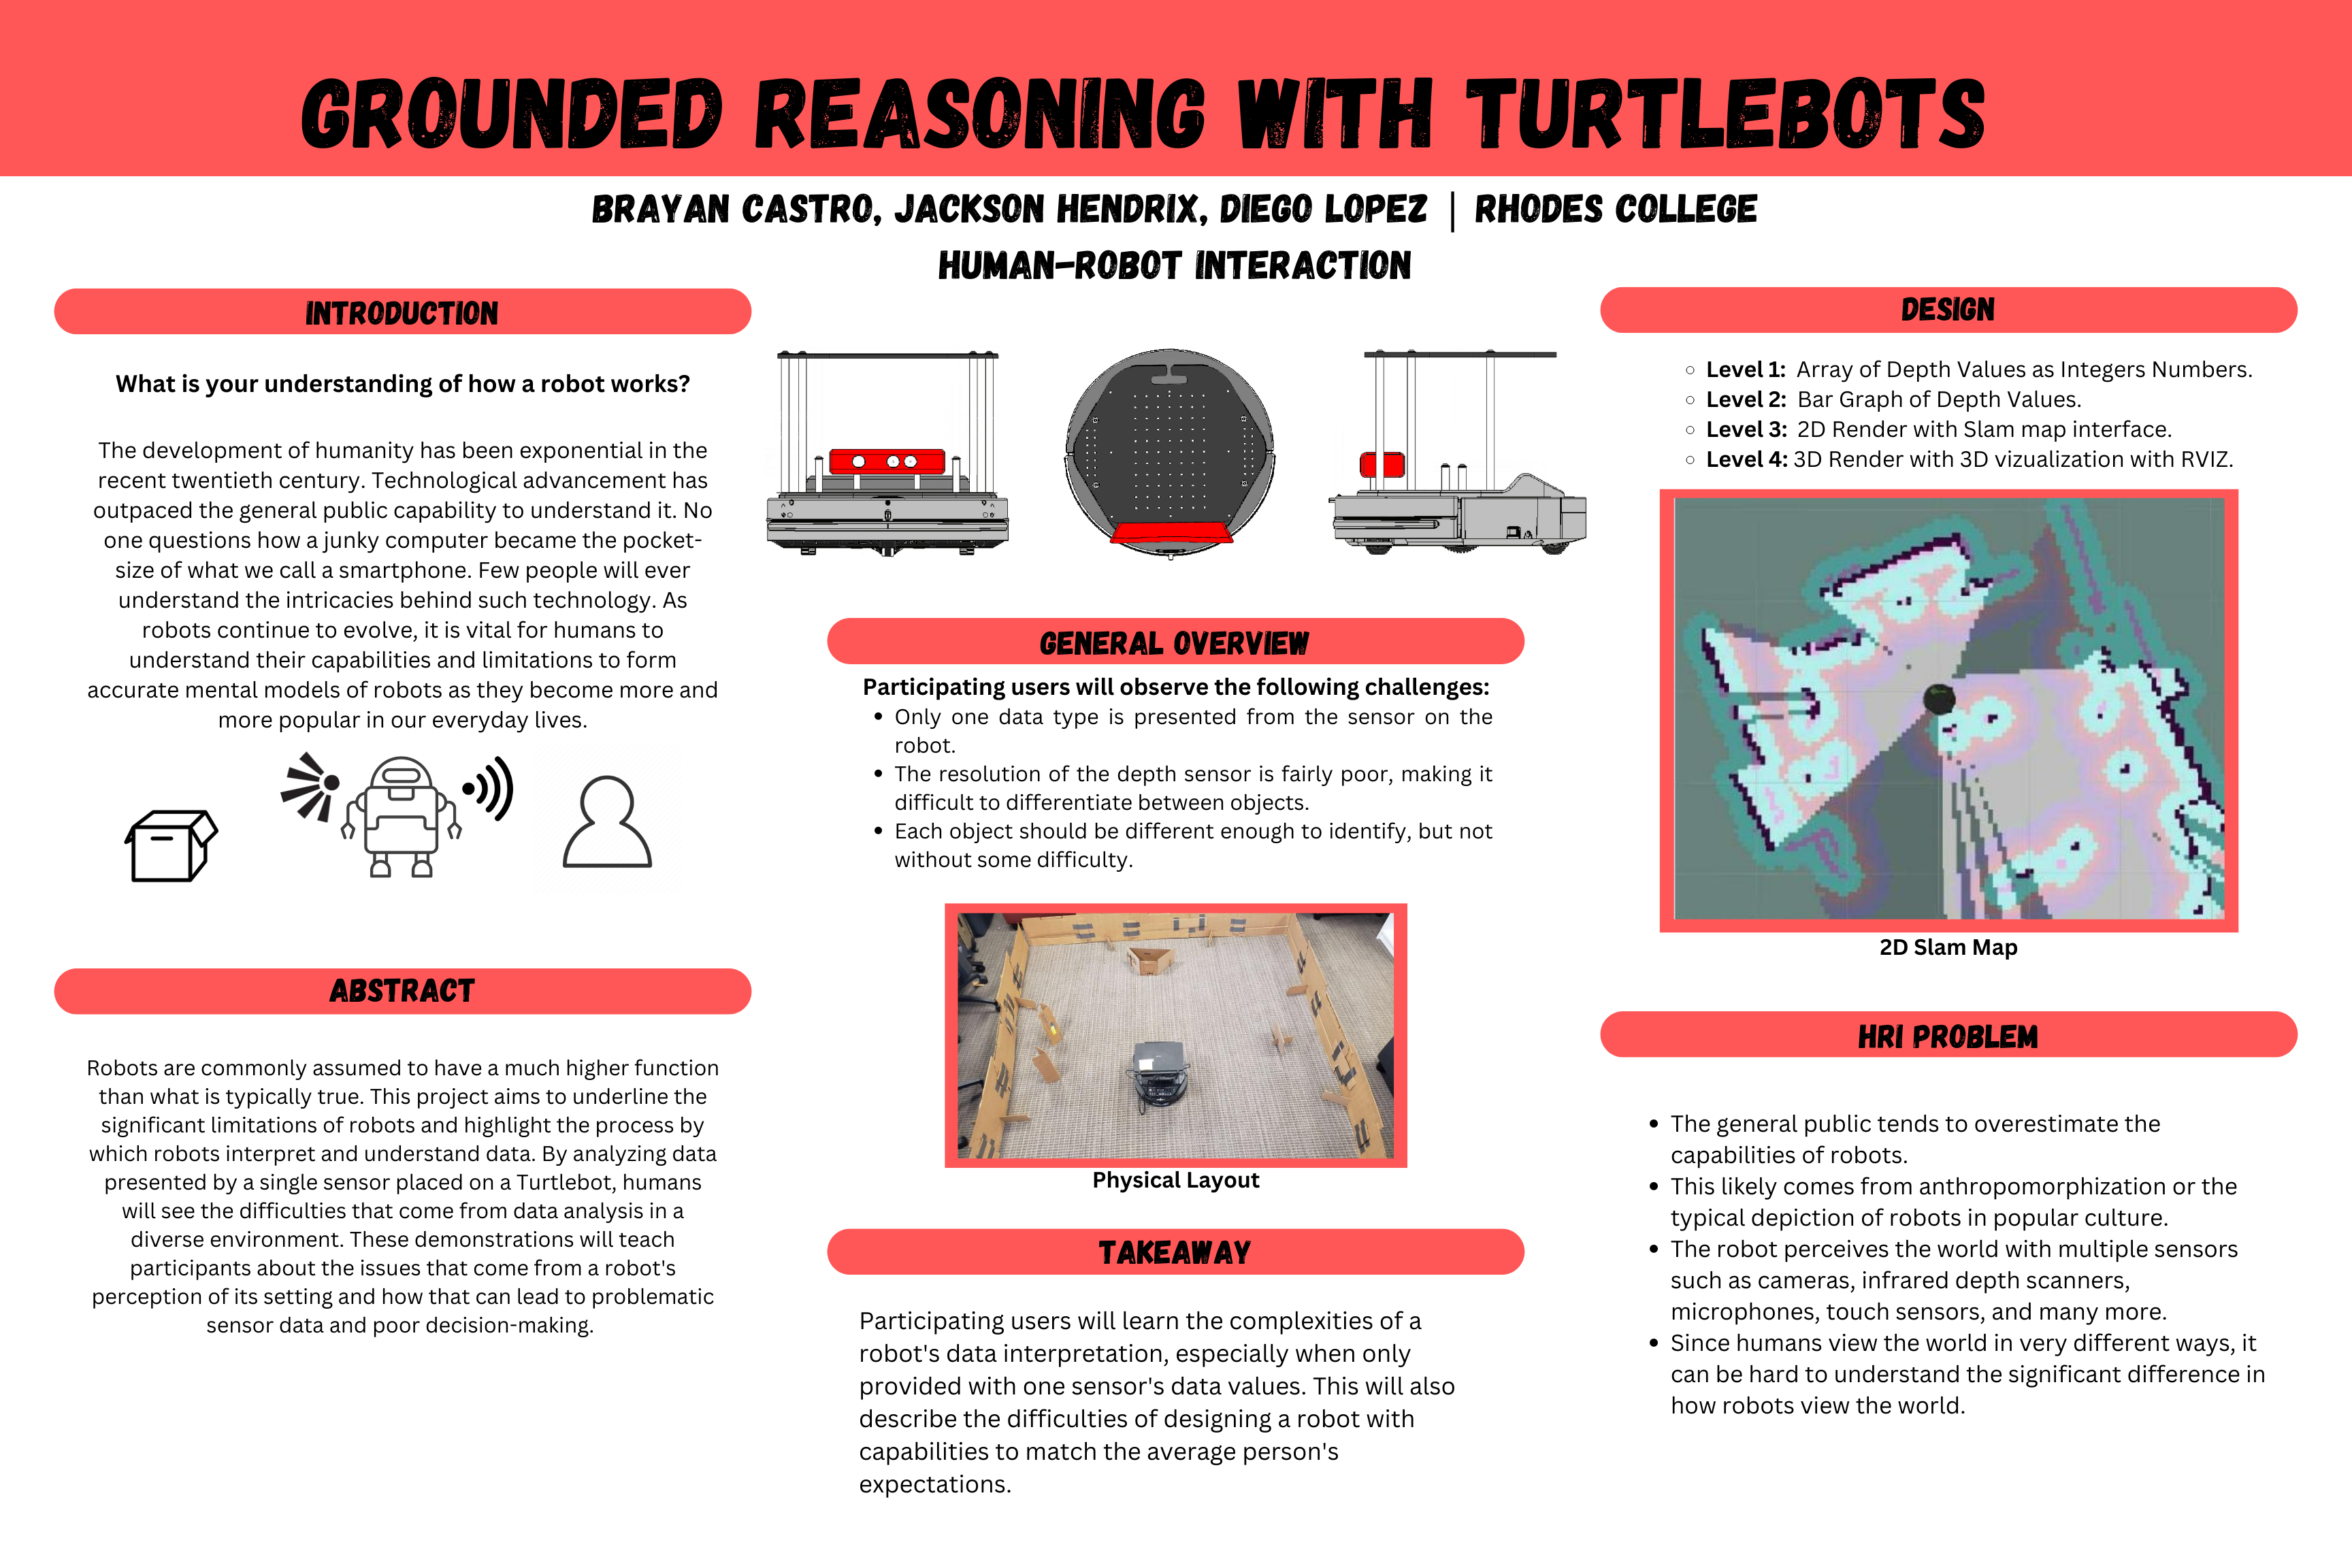 GROUNDED REASONING WITH TURTLEBOTS
BRAYAN CASTRO, JACKSON HENDRIX, DIEGO LOPEZ | RHODES COLLEGE
HUMAN-ROBOT INTERACTION
INTRODUCTION
What is your understanding of how a robot works?
The development of humanity has been exponential in the
recent twentieth century. Technological advancement has
outpaced the general public capability to understand it. No
one questions how a junky computer became the pocket-
size of what we call a smartphone. Few people will ever
understand the intricacies behind such technology. As
robots continue to evolve, it is vital for humans to
understand their capabilities and limitations to form
accurate mental models of robots as they become more and
more popular in our everyday lives.
ABSTRACT
Robots are commonly assumed to have a much higher function
than what is typically true. This project aims to underline the
significant limitations of robots and highlight the process by
which robots interpret and understand data. By analyzing data
presented by a single sensor placed on a Turtlebot, humans
will see the difficulties that come from data analysis in a
diverse environment. These demonstrations will teach
participants about the issues that come from a robot's
perception of its setting and how that can lead to problematic
sensor data and poor decision-making.
GENERAL OVERVIEW
Participating users will observe the following challenges:
• Only one data type is presented from the sensor on the
robot.
• The resolution of the depth sensor is fairly poor, making it
difficult to differentiate between objects.
• Each object should be different enough to identify, but not
without some difficulty.
Physical Layout
TAKEAWAY
Participating users will learn the complexities of a
robot's data interpretation, especially when only
provided with one sensor's data values. This will also
describe the difficulties of designing a robot with
capabilities to match the average person's
expectations.
DESIGN
○ Level 1: Array of Depth Values as Integers Numbers.
○ Level 2: Bar Graph of Depth Values.
○ Level 3: 2D Render with Slam map interface.
○ Level 4: 3D Render with 3D vizualization with RVIZ.
2D Slam Map
HRI PROBLEM
• The general public tends to overestimate the
capabilities of robots.
• This likely comes from anthropomorphization or the
typical depiction of robots in popular culture.
• The robot perceives the world with multiple sensors
such as cameras, infrared depth scanners,
microphones, touch sensors, and many more.
• Since humans view the world in very different ways, it
can be hard to understand the significant difference in
how robots view the world.